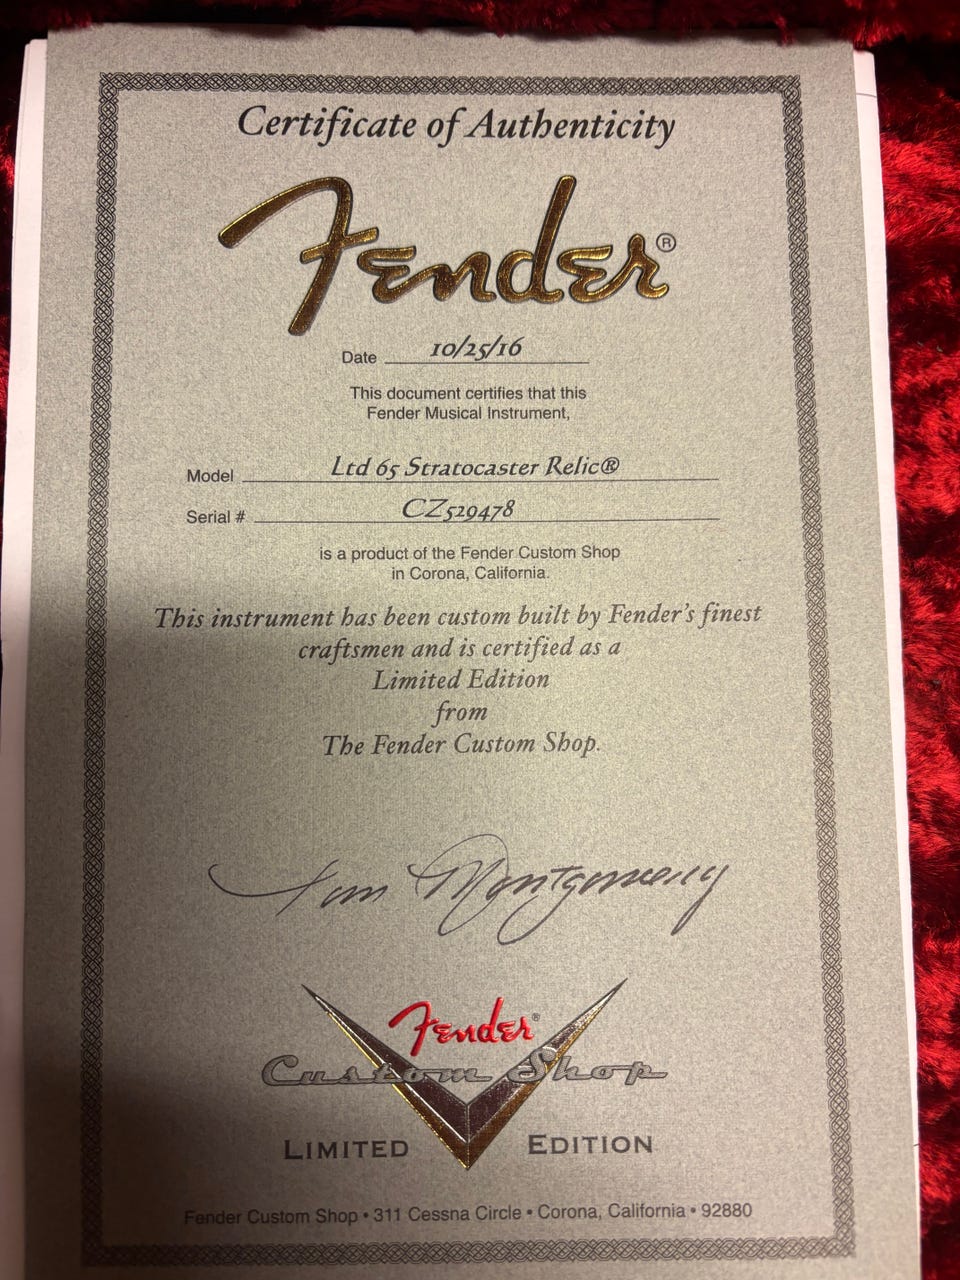 Certificate of Authenticity
Fender®
Date 10/25/16
This document certifies that this
Fender Musical Instrument,
Model Ltd 65 Stratocaster Relic®
Serial # CZ529478
is a product of the Fender Custom Shop
in Corona, California.
This instrument has been custom built by Fender's finest
craftsmen and is certified as a
Limited Edition
from
The Fender Custom Shop.
Montgomery
Fender®
Custom Shop
LIMITED EDITION
Fender Custom Shop • 311 Cessna Circle • Corona, California • 92880